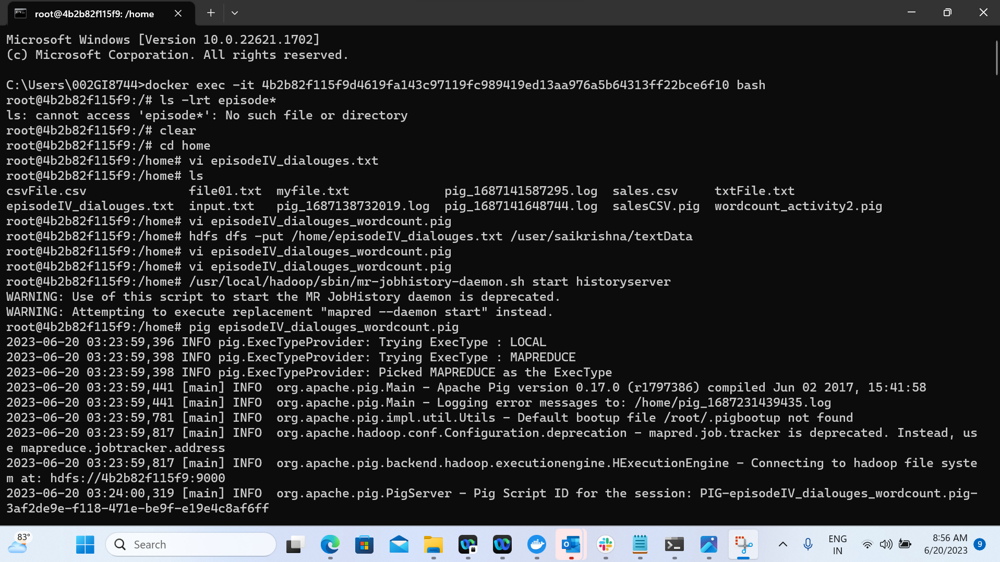 root@4b2b82f115f9: /home
Microsoft Windows [Version 10.0.22621.1702]
(c) Microsoft Corporation. All rights reserved.
C:\Users\002GI8744>docker exec -it 4b2b82f115f9d4619fa143c97119fc989419ed13aa976a5b64313ff22bce6f10 bash
root@4b2b82f115f9:/# ls -lrt episode*
ls: cannot access 'episode*': No such file or directory
root@4b2b82f115f9:/# clear
root@4b2b82f115f9:/# cd home
root@4b2b82f115f9:/home# vi episodeIV_dialouges.txt
root@4b2b82f115f9:/home# ls
csvFile.csv file01.txt myfile.txt pig_1687141587295.log sales.csv txtFile.txt
episodeIV_dialouges.txt input.txt pig_1687138732019.log pig_1687141648744.log salesCSV.pig wordcount_activity2.pig
root@4b2b82f115f9:/home# vi episodeIV_dialouges_wordcount.pig
root@4b2b82f115f9:/home# hdfs dfs -put /home/episodeIV_dialouges.txt /user/saikrishna/textData
root@4b2b82f115f9:/home# vi episodeIV_dialouges_wordcount.pig
root@4b2b82f115f9:/home# vi episodeIV_dialouges_wordcount.pig
root@4b2b82f115f9:/home# /usr/local/hadoop/sbin/mr-jobhistory-daemon.sh start historyserver
WARNING: Use of this script to start the MR JobHistory daemon is deprecated.
WARNING: Attempting to execute replacement "mapred --daemon start" instead.
root@4b2b82f115f9:/home# pig episodeIV_dialouges_wordcount.pig
2023-06-20 03:23:59,396 INFO pig.ExecTypeProvider: Trying ExecType : LOCAL
2023-06-20 03:23:59,398 INFO pig.ExecTypeProvider: Trying ExecType : MAPREDUCE
2023-06-20 03:23:59,398 INFO pig.ExecTypeProvider: Picked MAPREDUCE as the ExecType
2023-06-20 03:23:59,441 [main] INFO  org.apache.pig.Main - Apache Pig version 0.17.0 (r1797386) compiled Jun 02 2017, 15:41:58
2023-06-20 03:23:59,441 [main] INFO  org.apache.pig.Main - Logging error messages to: /home/pig_1687231439435.log
2023-06-20 03:23:59,781 [main] INFO  org.apache.pig.impl.util.Utils - Default bootup file /root/.pigbootup not found
2023-06-20 03:23:59,817 [main] INFO  org.apache.hadoop.conf.Configuration.deprecation - mapred.job.tracker is deprecated. Instead, us
e mapreduce.jobtracker.address
2023-06-20 03:23:59,817 [main] INFO  org.apache.pig.backend.hadoop.executionengine.HExecutionEngine - Connecting to hadoop file syste
m at: hdfs://4b2b82f115f9:9000
2023-06-20 03:24:00,319 [main] INFO  org.apache.pig.PigServer - Pig Script ID for the session: PIG-episodeIV_dialouges_wordcount.pig-
3af2de9e-f118-471e-be9f-e19e4c8af6ff
83°
Search
ENG
IN
8:56 AM
6/20/2023
9